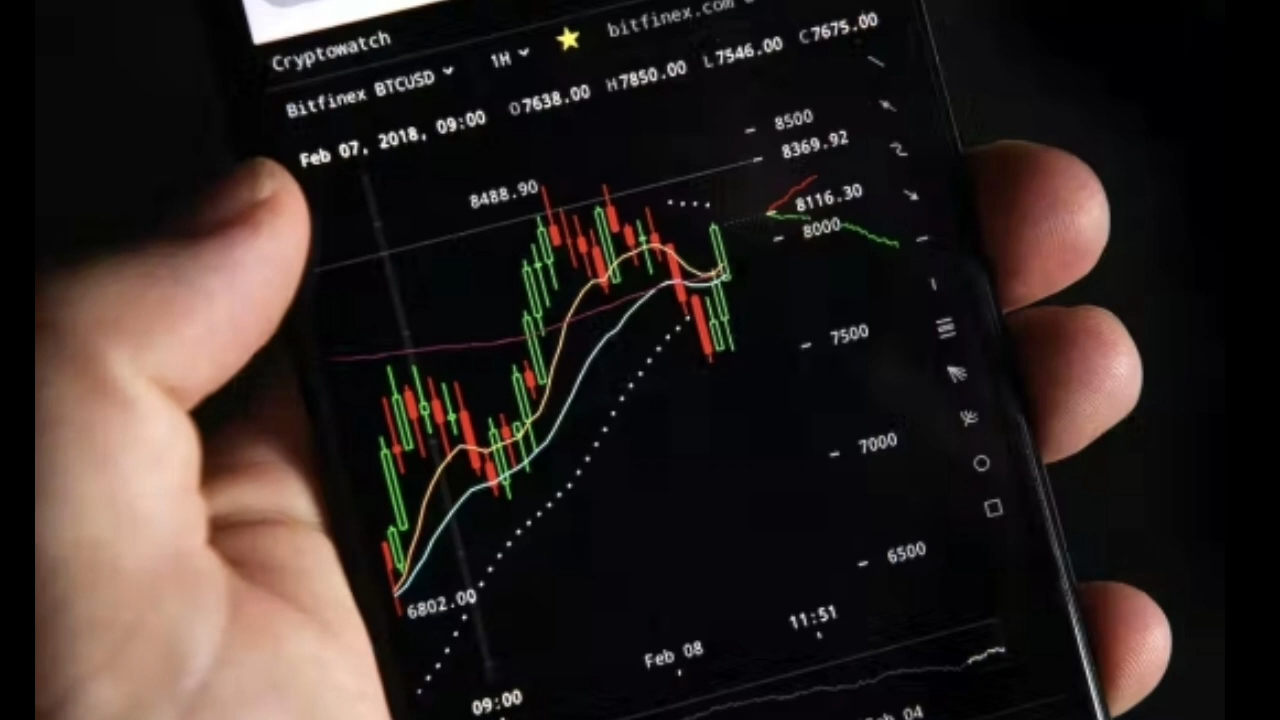 Cryptowatch
bitfinex.com
Bitfinex BTCUSD 1H
Feb 07, 2018, 09:00 O7638.00 H7850.00 L7546.00 C7675.00
8500
8369.92
8488.90
8116.30
8000
7500
7000
6500
6802.00
11:51
Feb 08
09:00
Feb 04